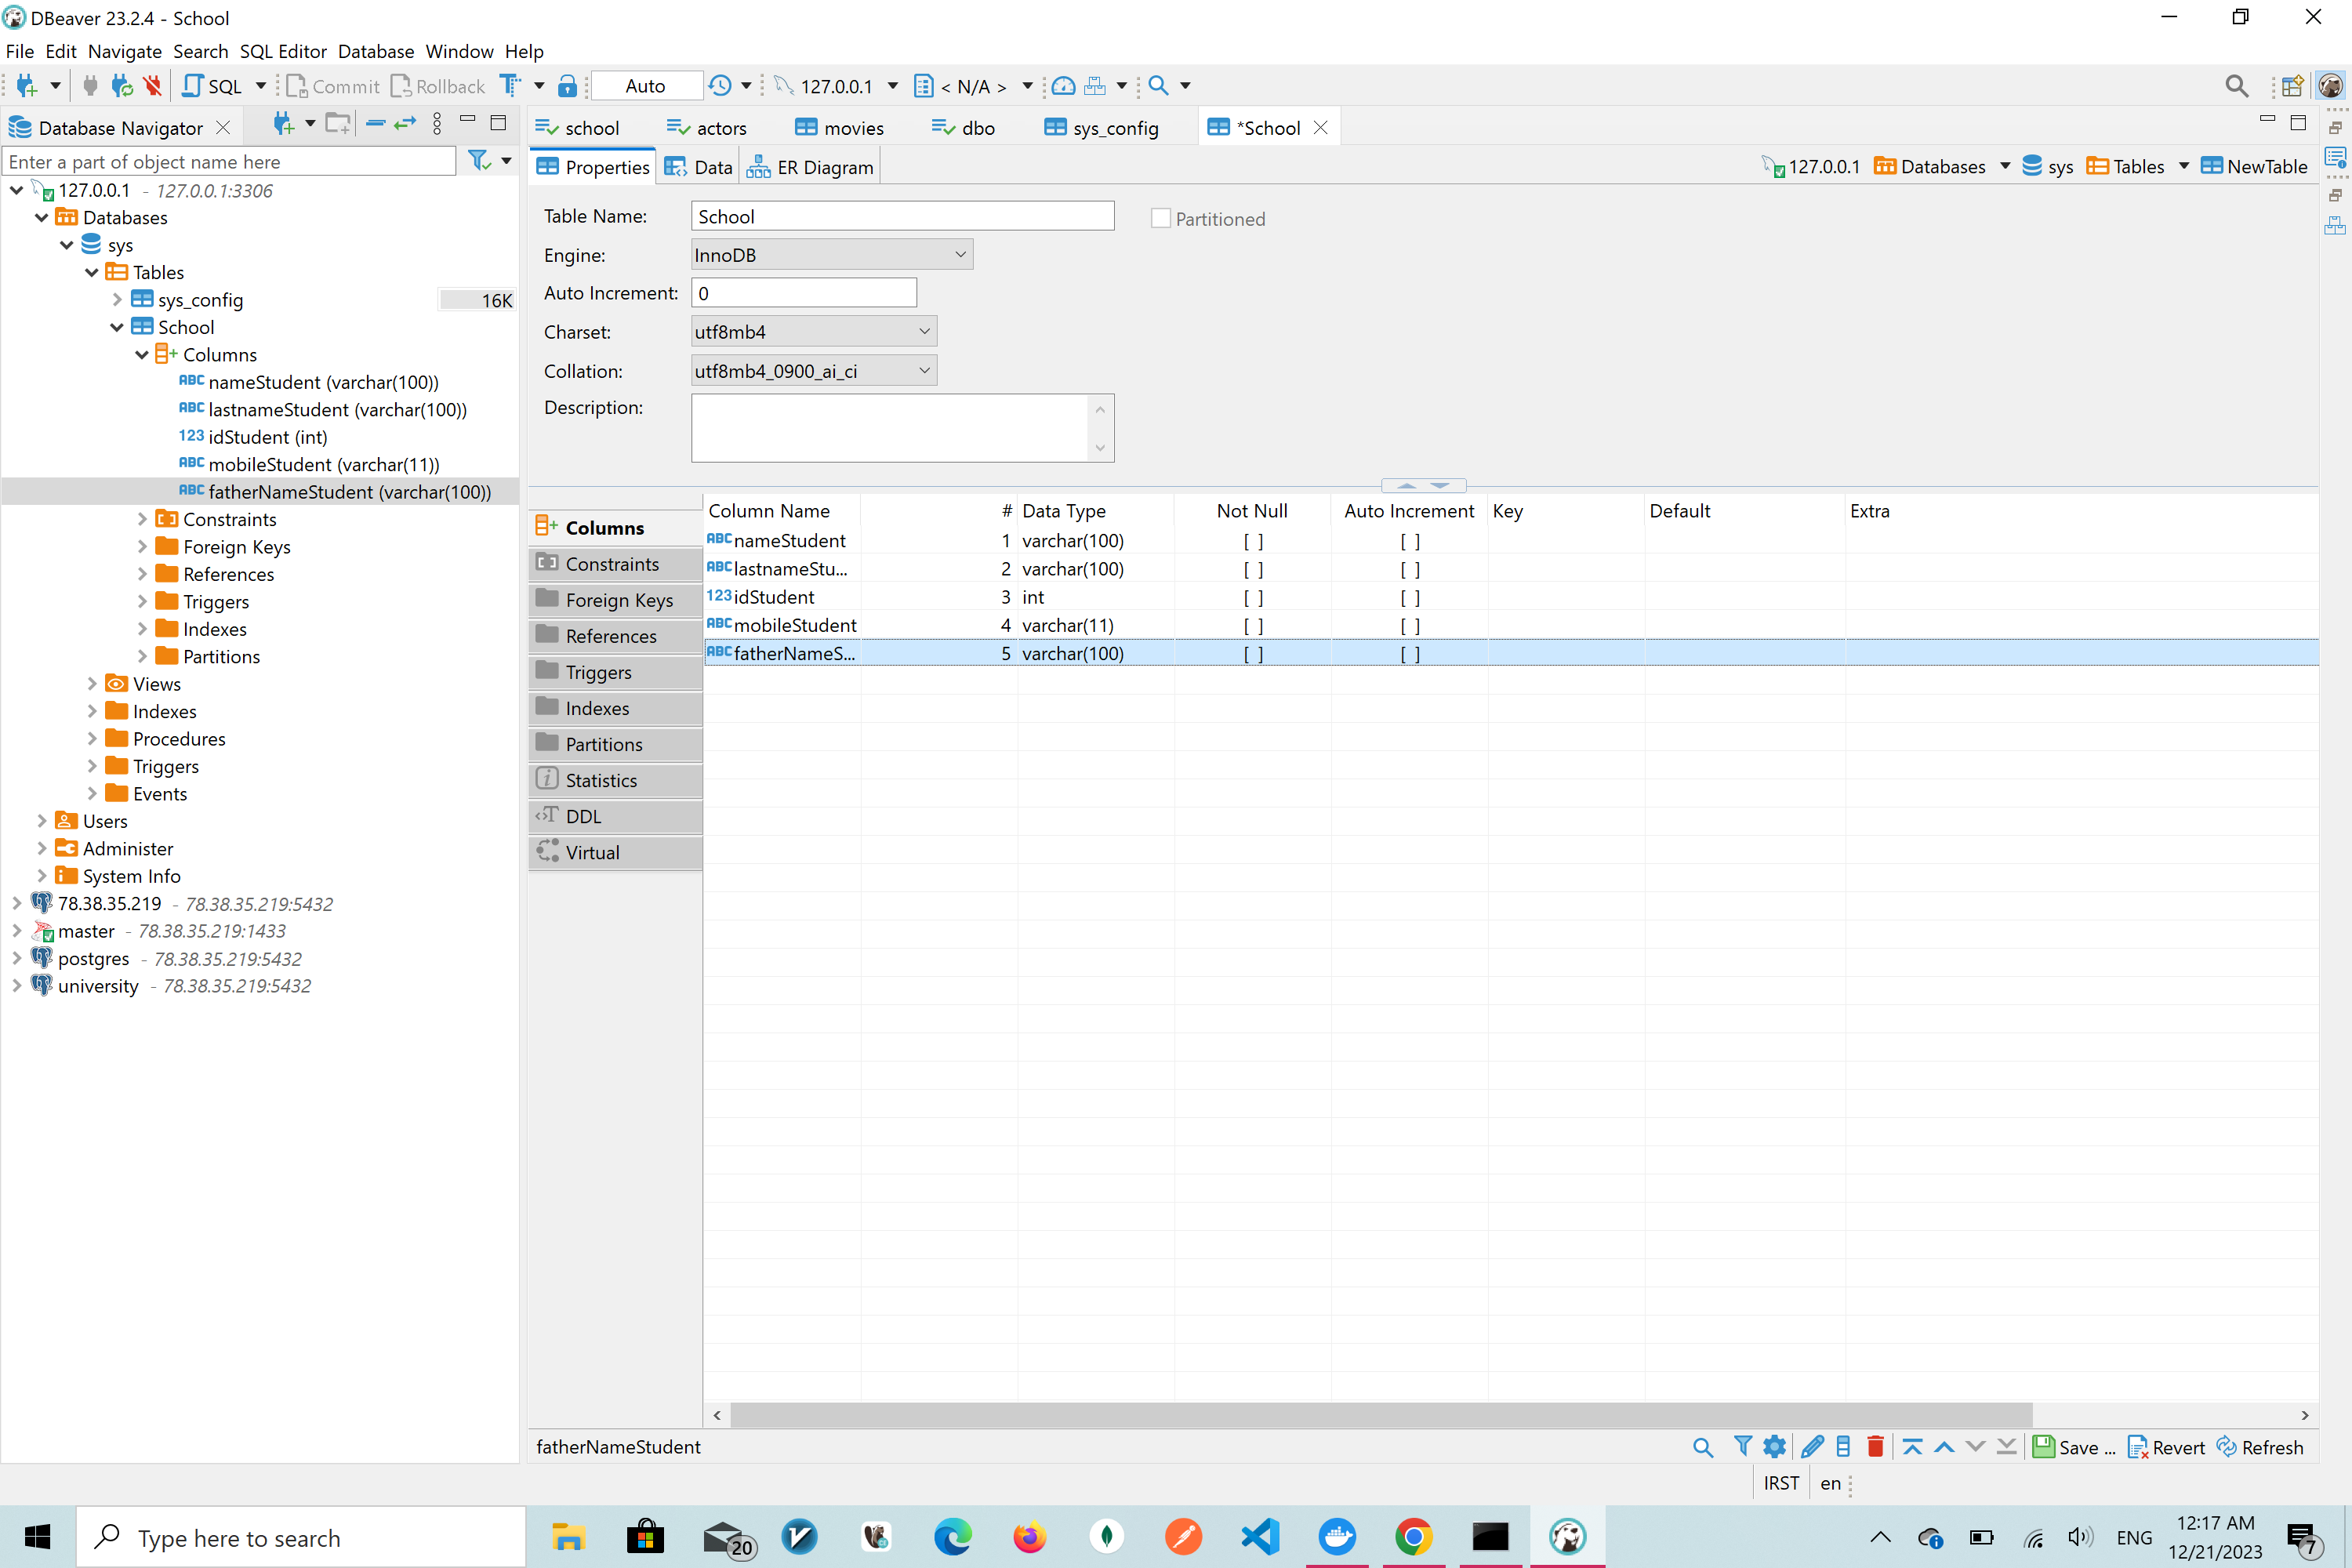 DBeaver 23.2.4 - School
File Edit Navigate Search SQL Editor Database Window Help
SQL Commit Rollback Auto 127.0.0.1 < N/A >
Database Navigator
school actors movies dbo sys_config *School
Enter a part of object name here
Properties Data ER Diagram 127.0.0.1 Databases sys Tables NewTable
127.0.0.1 - 127.0.0.1:3306
Databases
sys
Tables
sys_config 16K
School
Columns
nameStudent (varchar(100))
lastnameStudent (varchar(100))
idStudent (int)
mobileStudent (varchar(11))
fatherNameStudent (varchar(100))
Constraints
Foreign Keys
References
Triggers
Indexes
Partitions
Views
Indexes
Procedures
Triggers
Events
Users
Administer
System Info
78.38.35.219 - 78.38.35.219:5432
master - 78.38.35.219:1433
postgres - 78.38.35.219:5432
university - 78.38.35.219:5432
Table Name: School
Partitioned
Engine: InnoDB
Auto Increment: 0
Charset: utf8mb4
Collation: utf8mb4_0900_ai_ci
Description:
Columns
Constraints
Foreign Keys
References
Triggers
Indexes
Partitions
Statistics
DDL
Virtual
Column Name # Data Type Not Null Auto Increment Key Default Extra
ABC nameStudent 1 varchar(100) [ ] [ ]
ABC lastnameStu... 2 varchar(100) [ ] [ ]
123 idStudent 3 int [ ] [ ]
ABC mobileStudent 4 varchar(11) [ ] [ ]
ABC fatherNameS... 5 varchar(100) [ ] [ ]
fatherNameStudent
Save ... Revert Refresh
IRST en
Type here to search
20
ENG
12:17 AM
12/21/2023
7